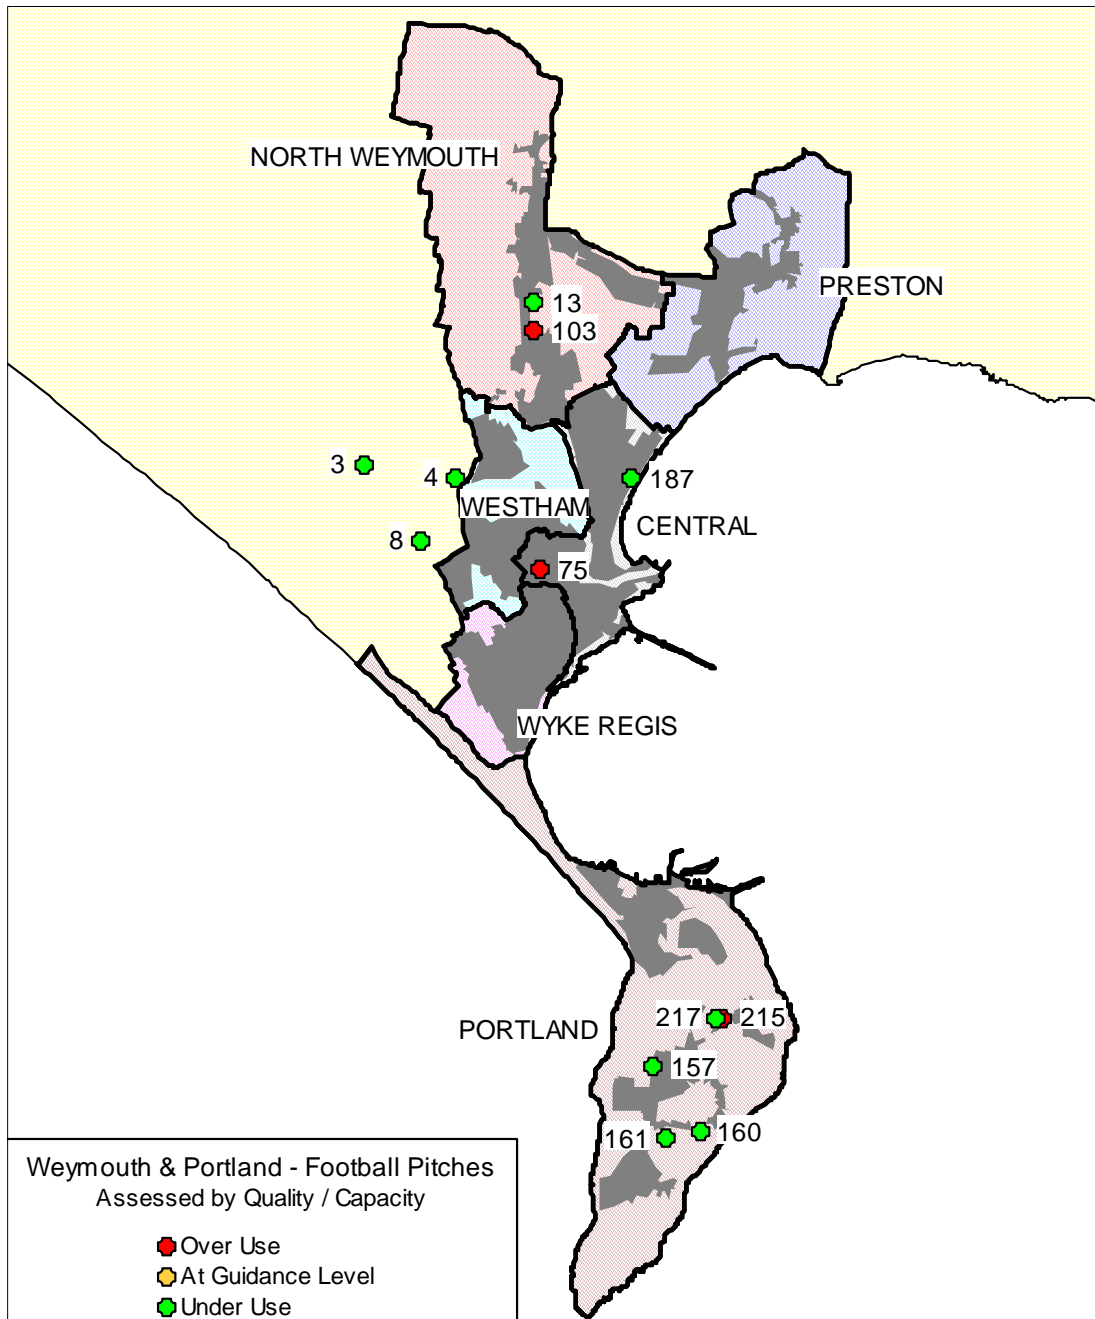 NORTH WEYMOUTH
PRESTON
13
103
3
4
187
WESTHAM
CENTRAL
8
75
WYKE REGIS
217
215
PORTLAND
157
161
160
Weymouth & Portland - Football Pitches
Assessed by Quality / Capacity
Over Use
At Guidance Level
Under Use